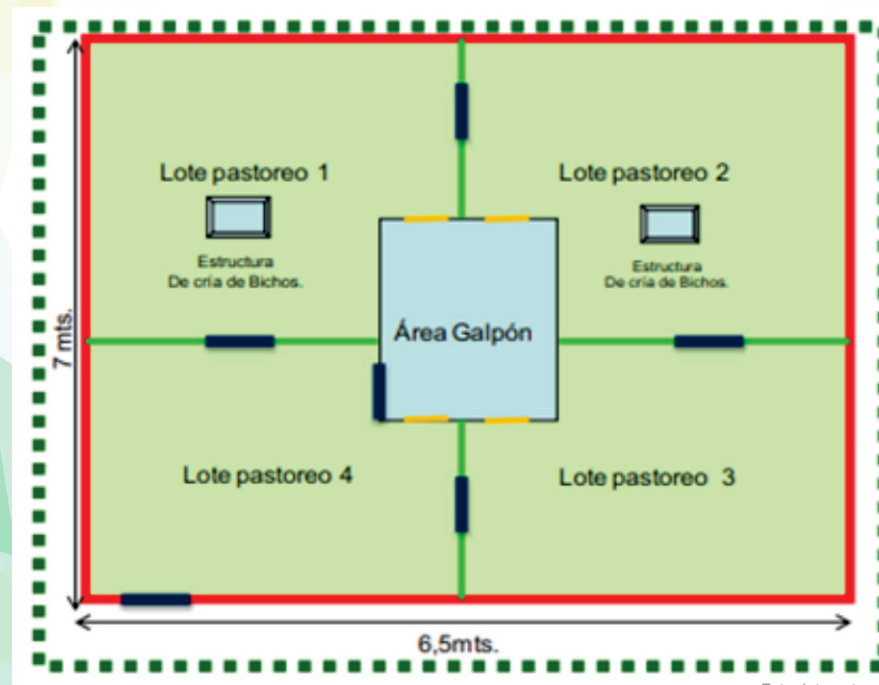 Lote pastoreo 1
Lote pastoreo 2
Estructura
De cría de Bichos.
Estructura
De cría de Bichos.
Área Galpón
7 mts.
Lote pastoreo 4
Lote pastoreo 3
6,5mts.